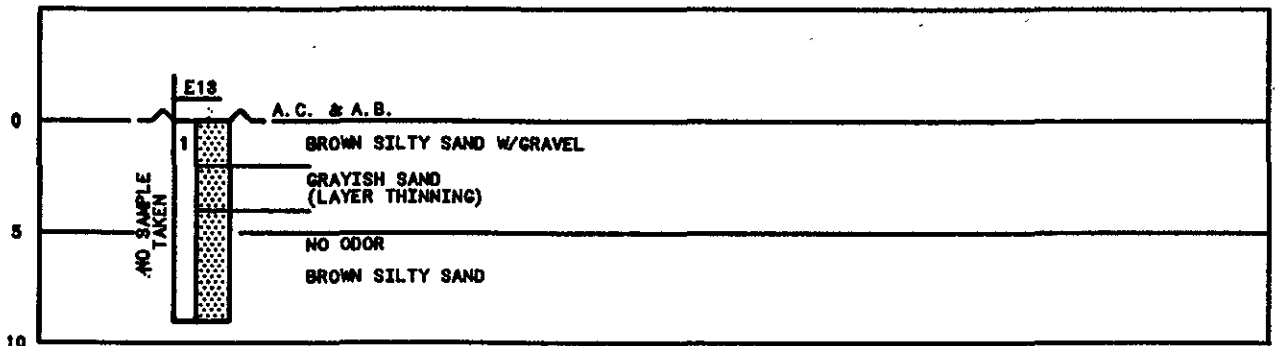 E13
A.C. & A.B.
0
1
BROWN SILTY SAND W/GRAVEL
GRAYISH SAND
(LAYER THINNING)
NO SAMPLE
TAKEN
5
NO ODOR
BROWN SILTY SAND
10